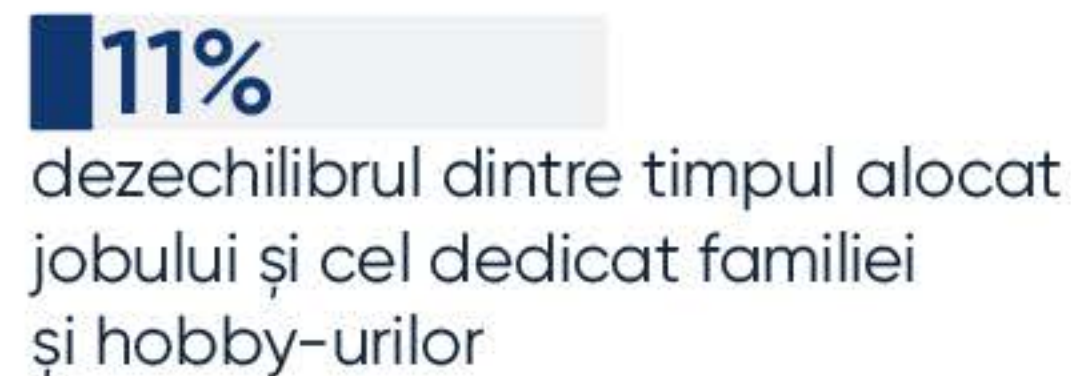 11%
dezechilibrul dintre timpul alocat
jobului și cel dedicat familiei
și hobby-urilor